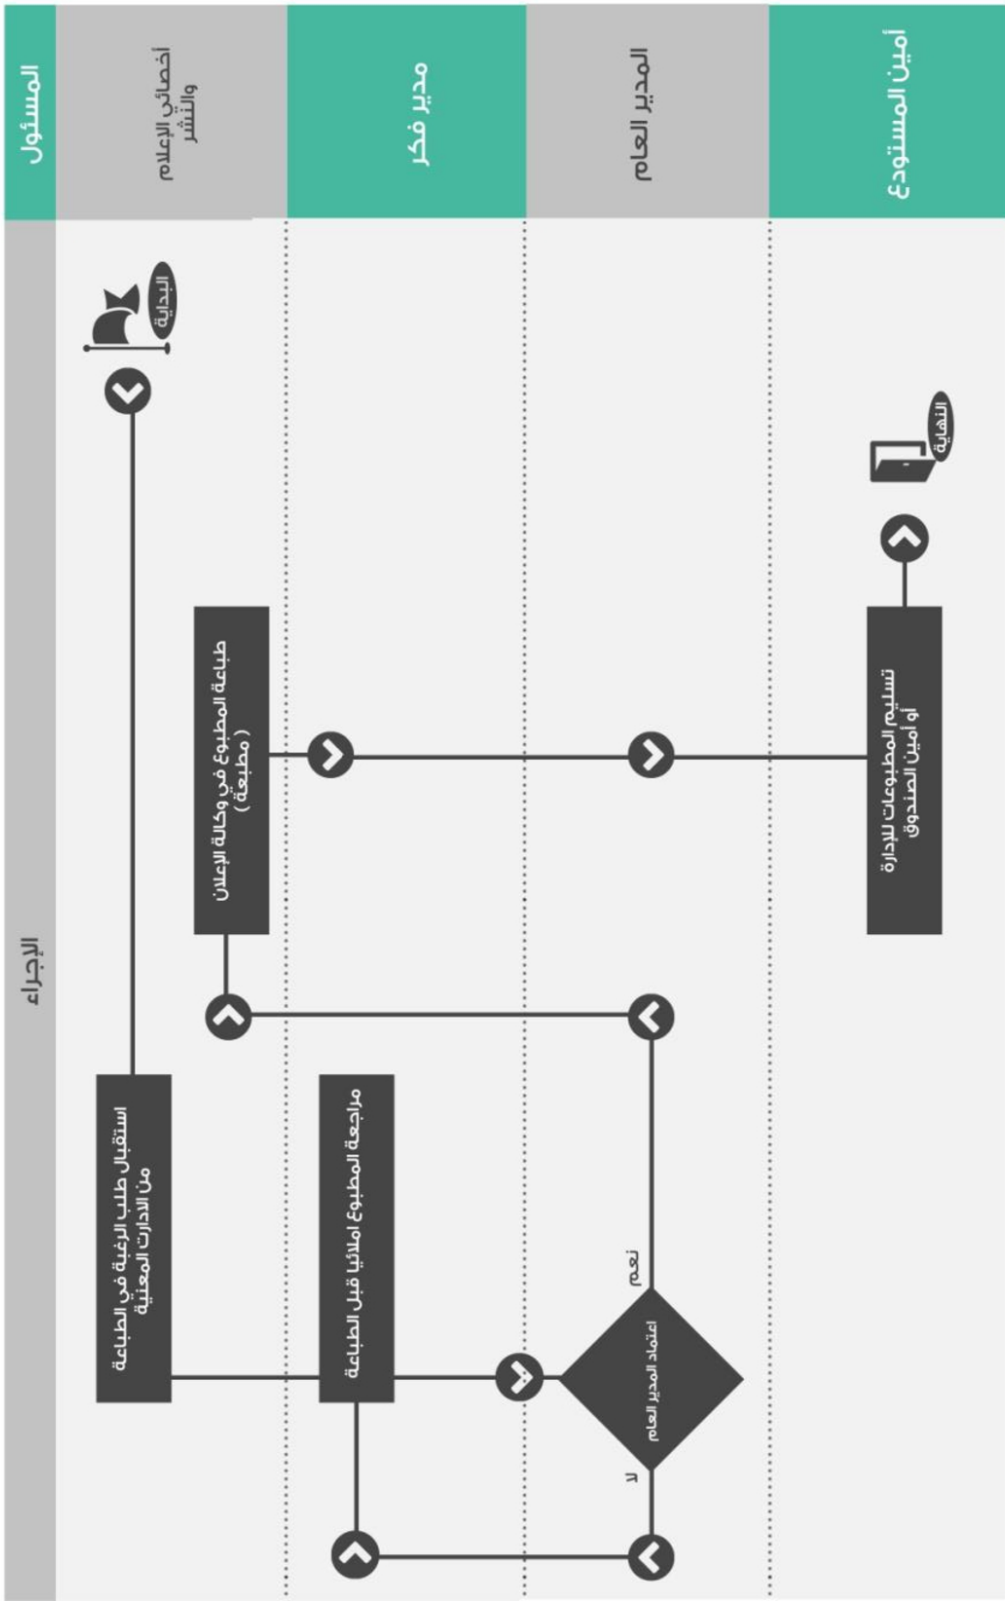 المسئول
أخصائي الإعلام
والنشر
مدير فكر
المدير العام
أمين المستودع
الإجراء
البداية
استقبال طلب الرغبة في الطباعة
من الادارت المعنية
مراجعة المطبوع املائيا قبل الطباعة
اعتماد المدير العام
نعم
لا
طباعة المطبوع في وكالة الإعلان
( مطبعة )
تسليم المطبوعات للإدارة
أو أمين الصندوق
النهاية